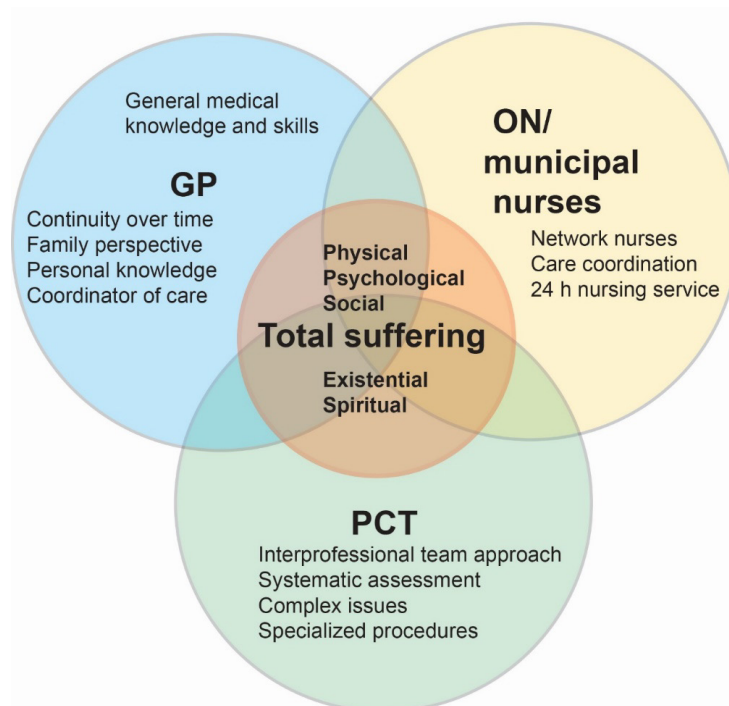 General medical
knowledge and skills
GP
Continuity over time
Family perspective
Personal knowledge
Coordinator of care
ON/
municipal
nurses
Network nurses
Care coordination
24 h nursing service
Physical
Psychological
Social
Total suffering
Existential
Spiritual
PCT
Interprofessional team approach
Systematic assessment
Complex issues
Specialized procedures